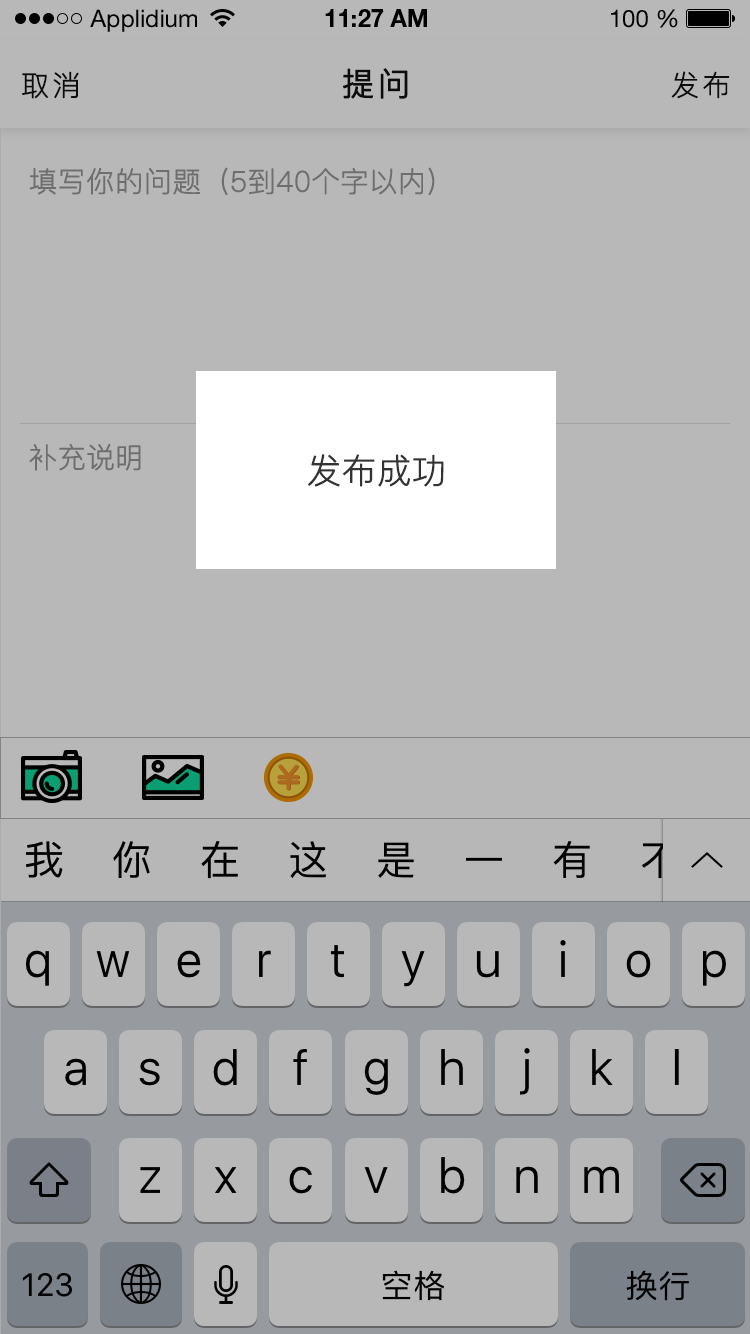 Applidium 11:27 AM 100 %
取消 提问 发布
填写你的问题（5到40个字以内）
补充说明
发布成功
¥
我 你 在 这 是 一 有 不
q w e r t y u i o p
a s d f g h j k l
z x c v b n m
123 空格 换行